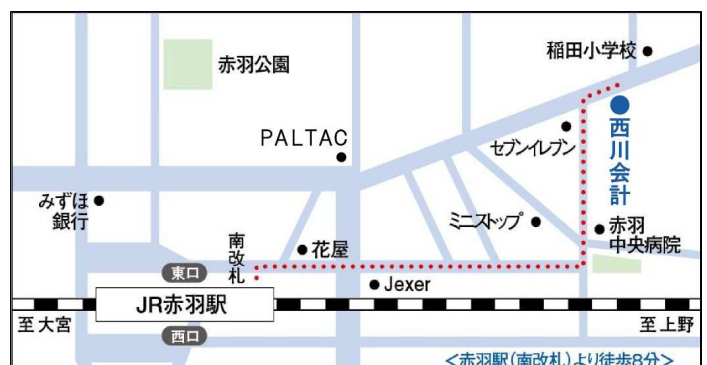 稲田小学校
赤羽公園
西川会計
PALTAC
セブンイレブン
みずほ
銀行
南改札
ミニストップ
赤羽
中央病院
花屋
東口
Jexer
JR赤羽駅
至大宮
西口
至上野
<赤羽駅(南改札)より徒歩8分>